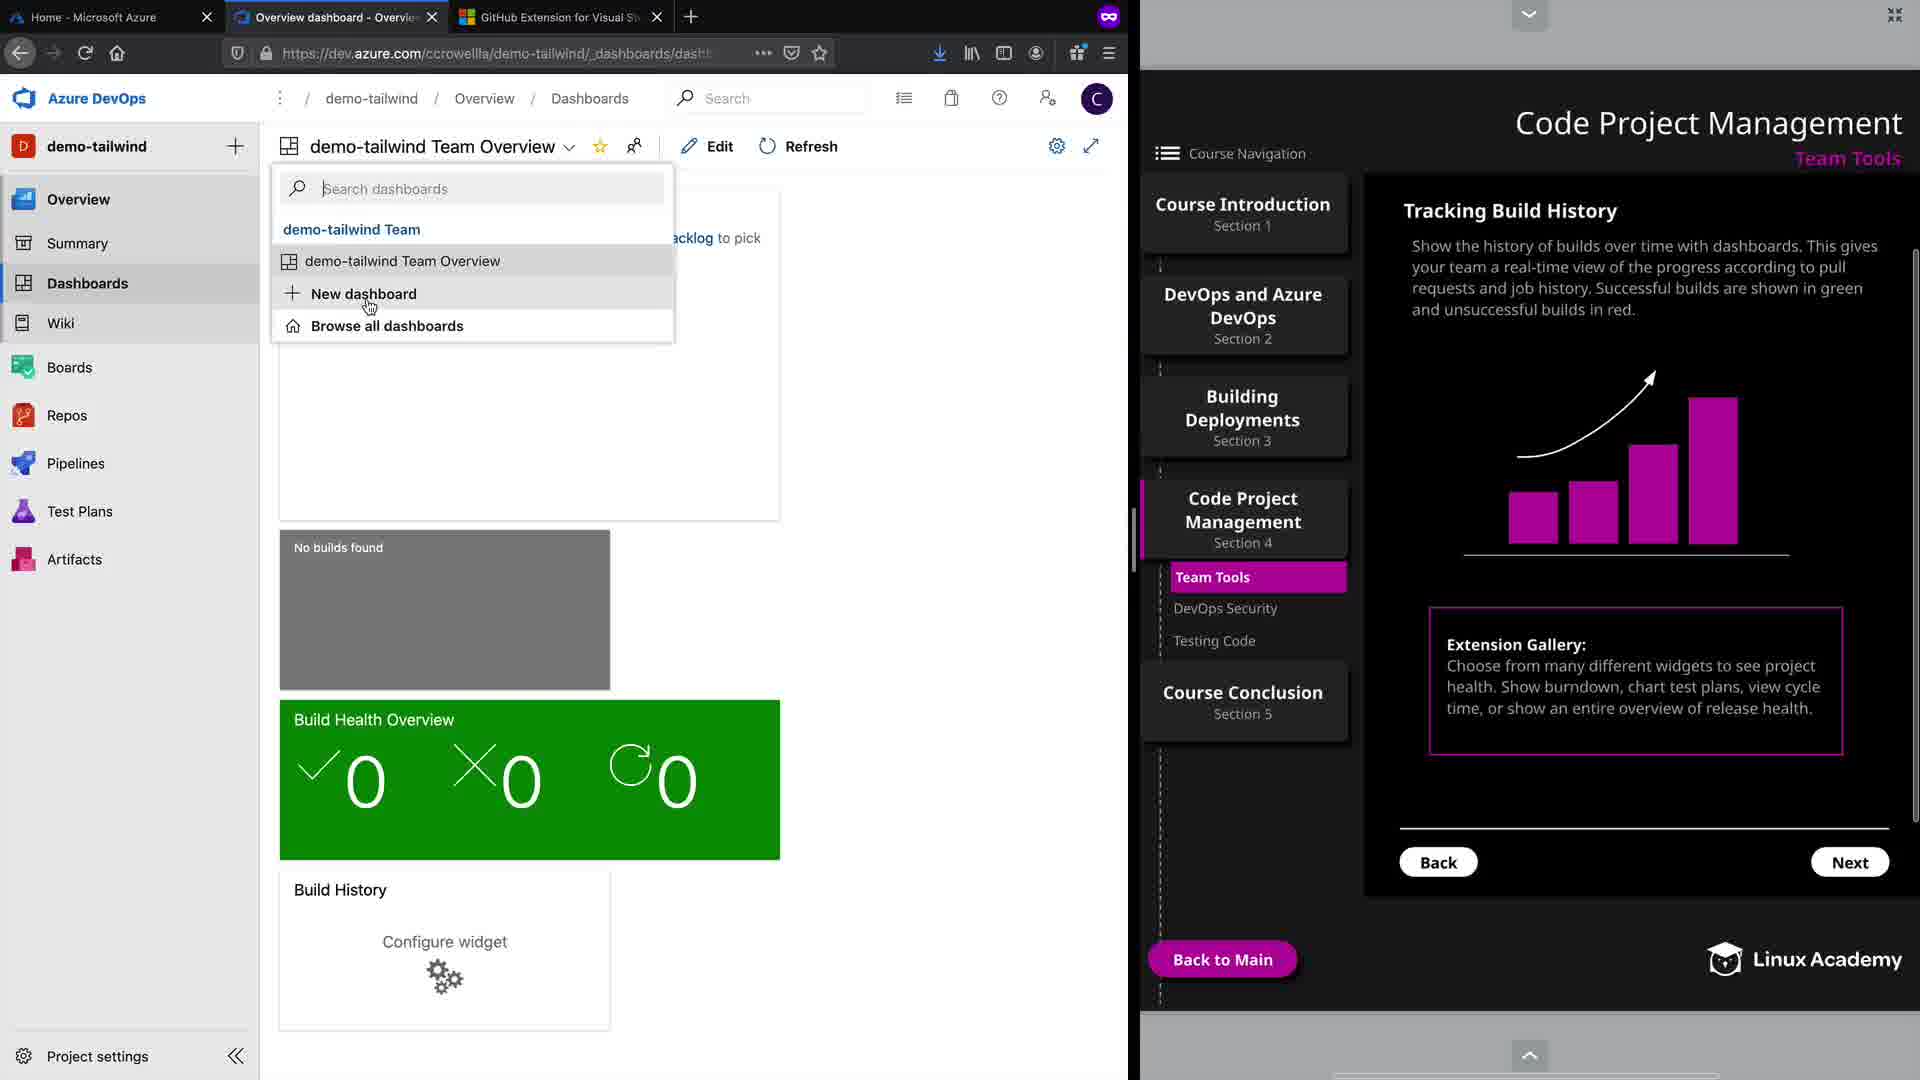 Home - Microsoft Azure
Overview dashboard - Overvie
GitHub Extension for Visual St
https://dev.azure.com/ccrowellla/demo-tailwind/_dashboards/dash
Azure DevOps
/ demo-tailwind / Overview / Dashboards
Search
C
D demo-tailwind
demo-tailwind Team Overview
Edit
Refresh
Overview
Summary
Dashboards
Wiki
Boards
Repos
Pipelines
Test Plans
Artifacts
Project settings
Search dashboards
demo-tailwind Team
demo-tailwind Team Overview
New dashboard
Browse all dashboards
acklog to pick
No builds found
Build Health Overview
0 0 0
Build History
Configure widget
Code Project Management
Team Tools
Course Navigation
Course Introduction
Section 1
DevOps and Azure
DevOps
Section 2
Building
Deployments
Section 3
Code Project
Management
Section 4
Team Tools
DevOps Security
Testing Code
Course Conclusion
Section 5
Back to Main
Tracking Build History
Show the history of builds over time with dashboards. This gives
your team a real-time view of the progress according to pull
requests and job history. Successful builds are shown in green
and unsuccessful builds in red.
Extension Gallery:
Choose from many different widgets to see project
health. Show burndown, chart test plans, view cycle
time, or show an entire overview of release health.
Back
Next
Linux Academy